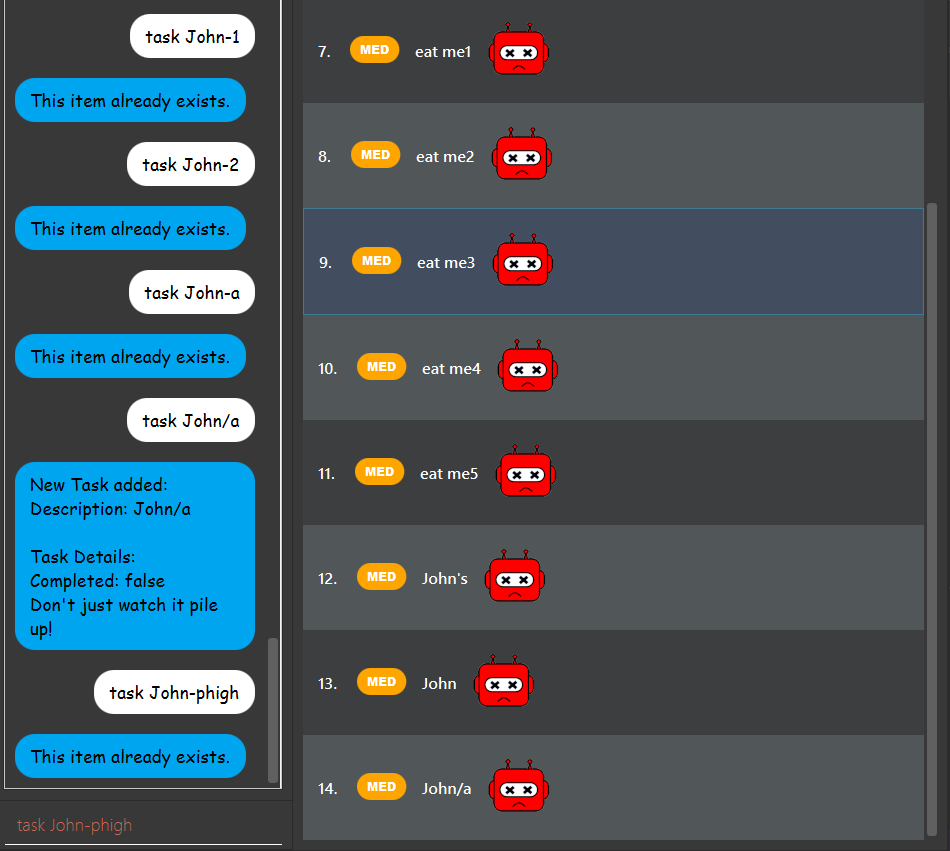 task John-1
This item already exists.
task John-2
This item already exists.
task John-a
This item already exists.
task John/a
New Task added:
Description: John/a
Task Details:
Completed: false
Don't just watch it pile
up!
task John-phigh
This item already exists.
task John-phigh
7. MED eat me1
8. MED eat me2
9. MED eat me3
10. MED eat me4
11. MED eat me5
12. MED John's
13. MED John
14. MED John/a